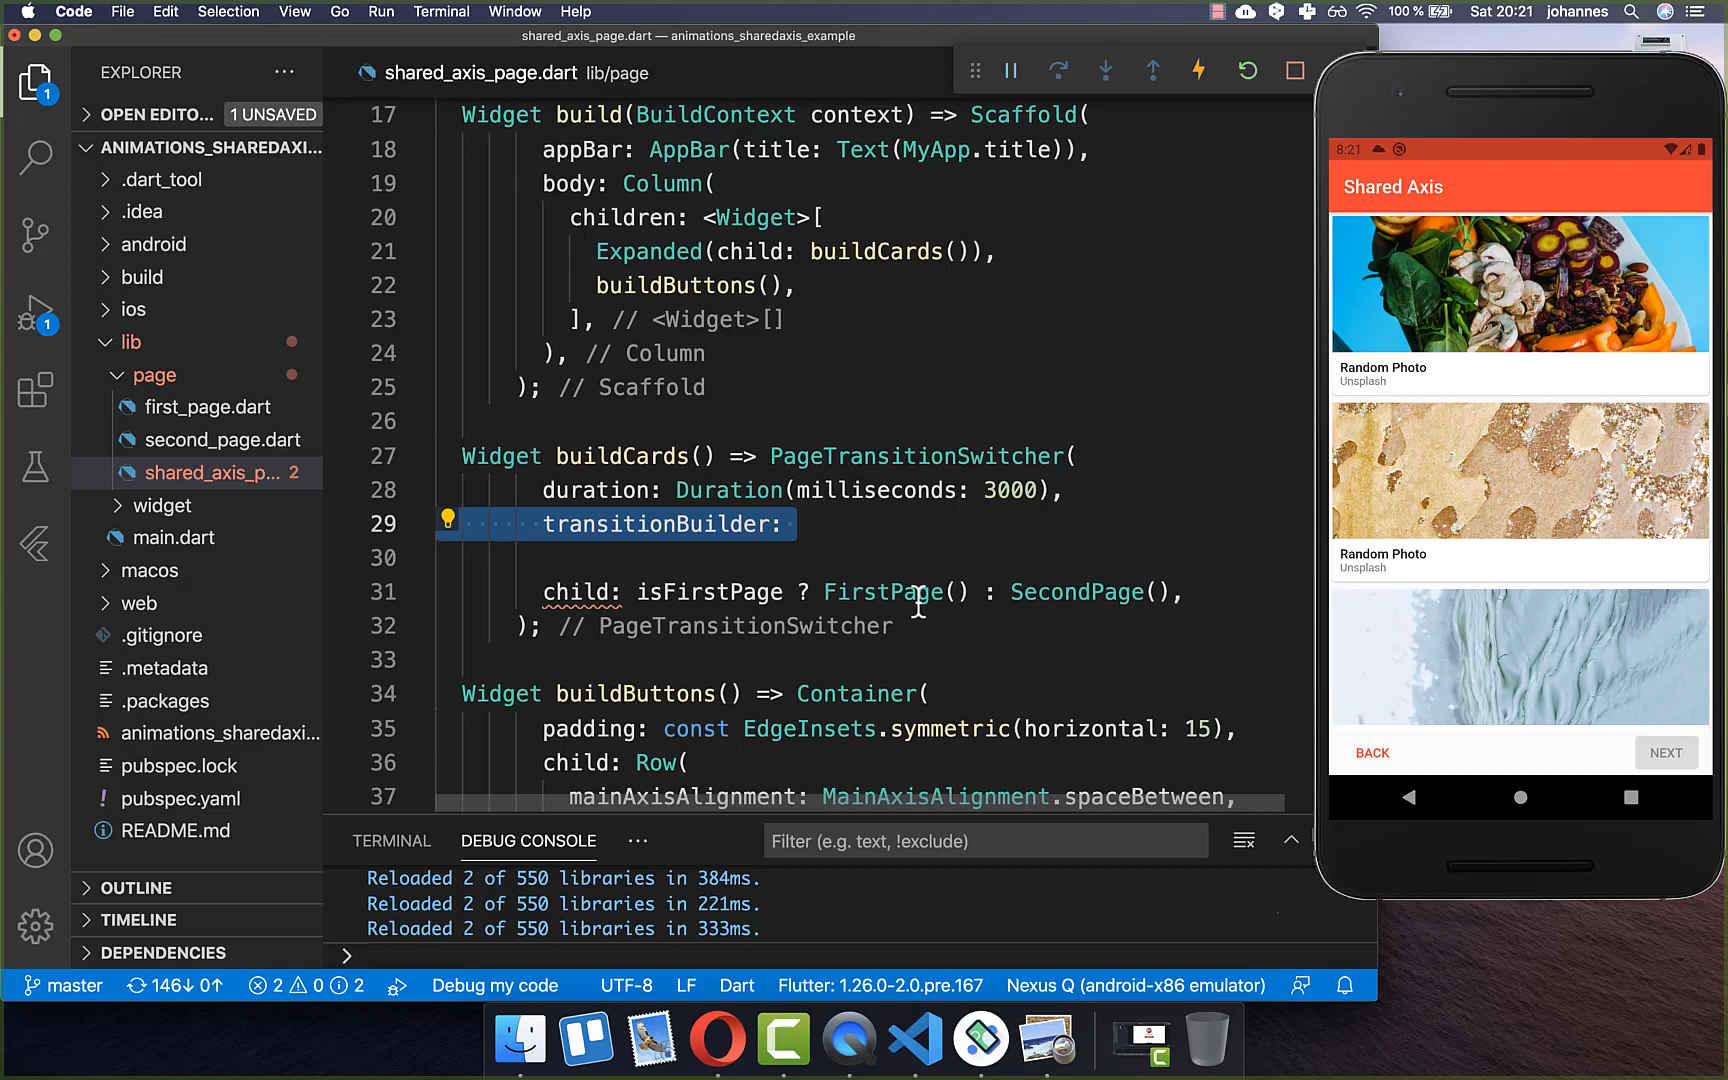 Code File Edit Selection View Go Run Terminal Window Help
100 % Sat 20:21 johannes
shared_axis_page.dart — animations_sharedaxis_example
EXPLORER
OPEN EDITO... 1 UNSAVED
ANIMATIONS_SHAREDAXI...
.dart_tool
.idea
android
build
ios
lib
page
first_page.dart
second_page.dart
shared_axis_p... 2
widget
main.dart
macos
web
.gitignore
.metadata
.packages
animations_sharedaxi...
pubspec.lock
pubspec.yaml
README.md
OUTLINE
TIMELINE
DEPENDENCIES
1
1
shared_axis_page.dart lib/page
17 Widget build(BuildContext context) => Scaffold(
18 appBar: AppBar(title: Text(MyApp.title)),
19 body: Column(
20 children: <Widget>[
21 Expanded(child: buildCards()),
22 buildButtons(),
23 ], // <Widget>[]
24 ), // Column
25 ); // Scaffold
26
27 Widget buildCards() => PageTransitionSwitcher(
28 duration: Duration(milliseconds: 3000),
29 transitionBuilder:
30
31 child: isFirstPage ? FirstPage() : SecondPage(),
32 ); // PageTransitionSwitcher
33
34 Widget buildButtons() => Container(
35 padding: const EdgeInsets.symmetric(horizontal: 15),
36 child: Row(
37 mainAxisAlignment: MainAxisAlignment.spaceBetween,
TERMINAL DEBUG CONSOLE ... Filter (e.g. text, !exclude)
Reloaded 2 of 550 libraries in 384ms.
Reloaded 2 of 550 libraries in 221ms.
Reloaded 2 of 550 libraries in 333ms.
master 146↓ 0↑ 2 0 2 Debug my code UTF-8 LF Dart Flutter: 1.26.0-2.0.pre.167 Nexus Q (android-x86 emulator)
8:21
Shared Axis
Random Photo
Unsplash
Random Photo
Unsplash
BACK NEXT